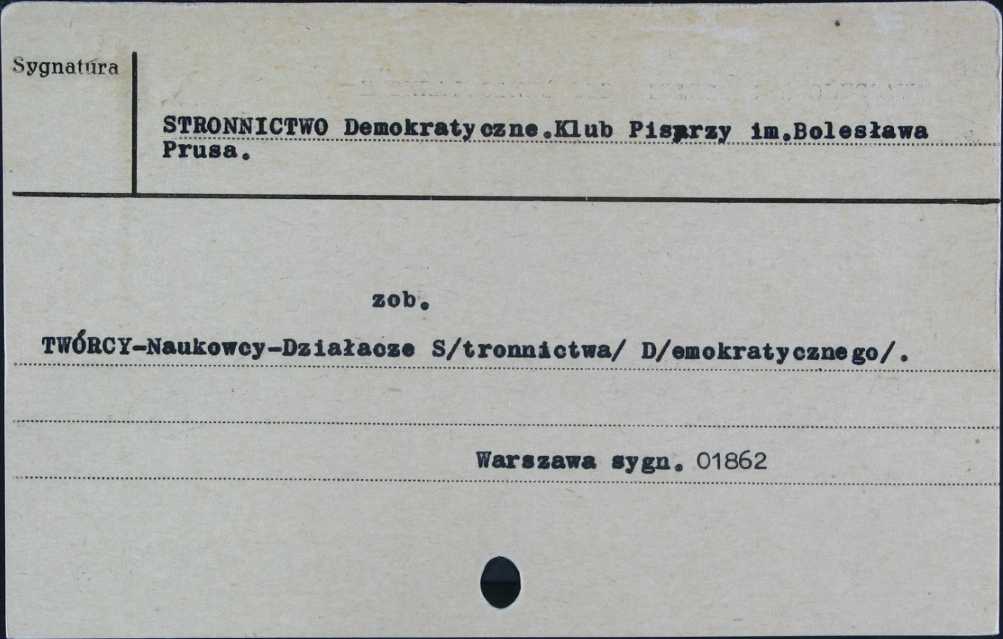 Sygnatura
STRONNICTWO Demokratyczne.Klub Pisarzy im.Bolesława
Prusa.
zob.
TWÓRCY-Naukowcy-Działacze S/tronnictwa/ D/emokratycznego/.
Warszawa sygn. 01862